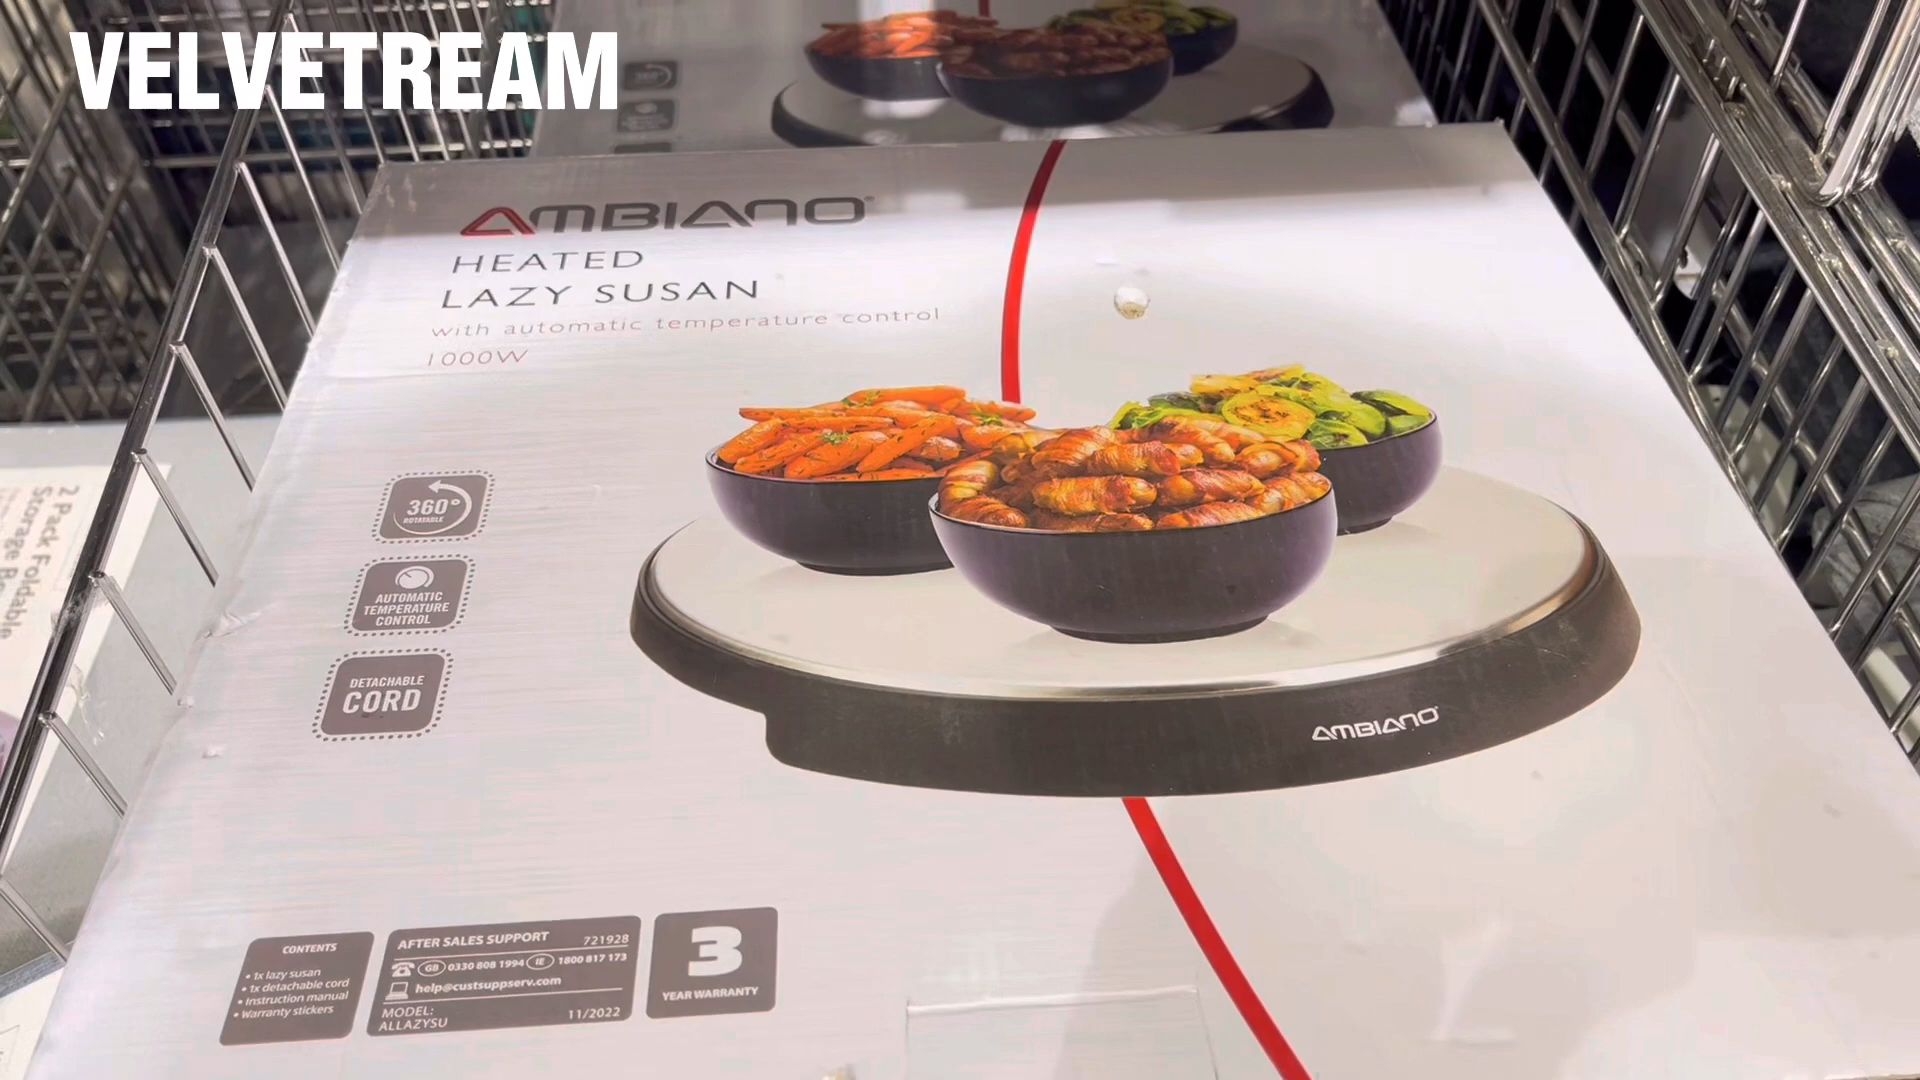 VELVETREAM
AMBIANO
HEATED
LAZY SUSAN
with automatic temperature control
1000W
360°
ROTATABLE
AUTOMATIC
TEMPERATURE
CONTROL
DETACHABLE
CORD
AMBIANO
CONTENTS
• 1x lazy susan
• 1x detachable cord
• Instruction manual
• Warranty stickers
AFTER SALES SUPPORT 721928
GB 0330 808 1994 IE 1800 817 173
help@custsuppserv.com
MODEL:
ALLAZYSU 11/2022
3
YEAR WARRANTY
2 Pack Foldable
Storage